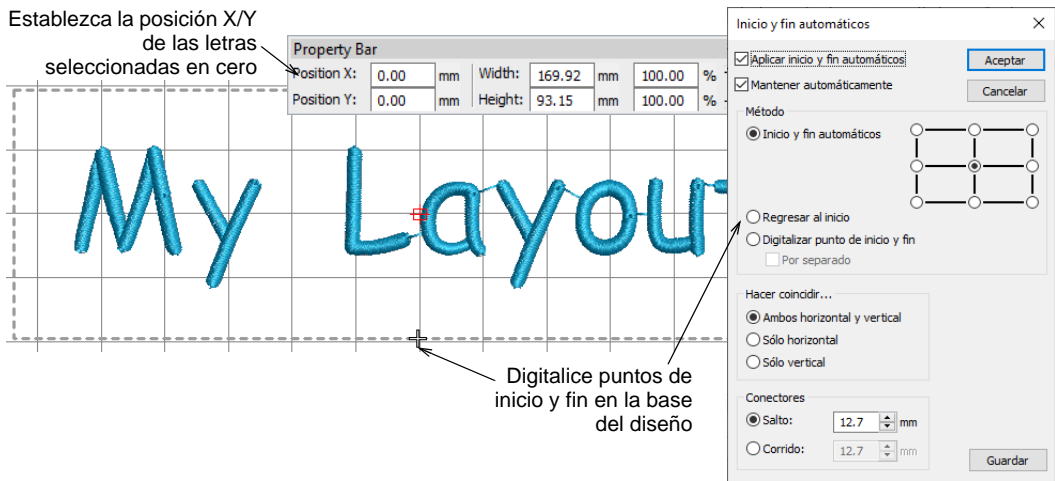 Establezca la posición X/Y
de las letras
seleccionadas en cero
Property Bar
Position X: 0.00 mm Width: 169.92 mm 100.00 %
Position Y: 0.00 mm Height: 93.15 mm 100.00 %
My Layou
Digitalice puntos de
inicio y fin en la base
del diseño
Inicio y fin automáticos
Aplicar inicio y fin automáticos
Aceptar
Mantener automáticamente
Cancelar
Método
Inicio y fin automáticos
Regresar al inicio
Digitalizar punto de inicio y fin
Por separado
Hacer coincidir...
Ambos horizontal y vertical
Sólo horizontal
Sólo vertical
Conectores
Salto: 12.7 mm
Corrido: 12.7 mm
Guardar